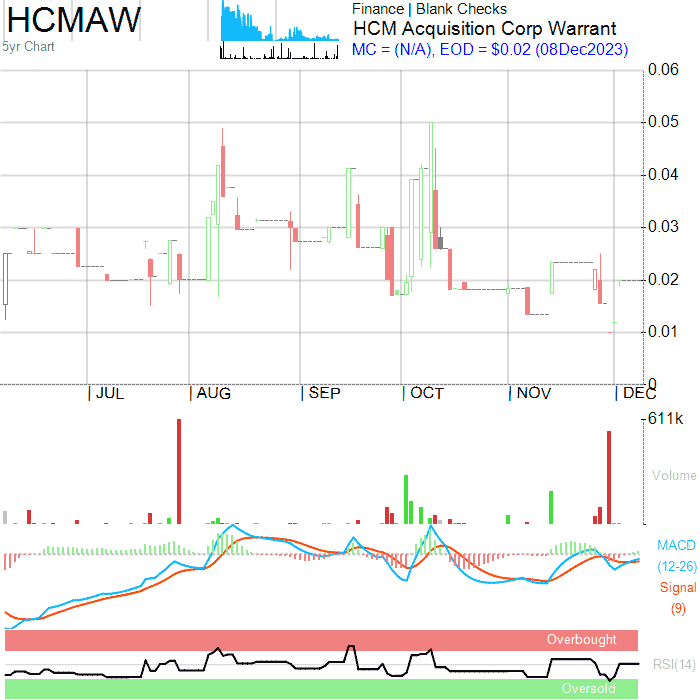 HCMAW
5yr Chart
Finance | Blank Checks
HCM Acquisition Corp Warrant
MC = (N/A), EOD = $0.02 (08Dec2023)
0.06
0.05
0.04
0.03
0.02
0.01
0
JUL
AUG
SEP
OCT
NOV
DEC
611k
Volume
MACD
(12-26)
Signal
(9)
Overbought
RSI(14)
Oversold